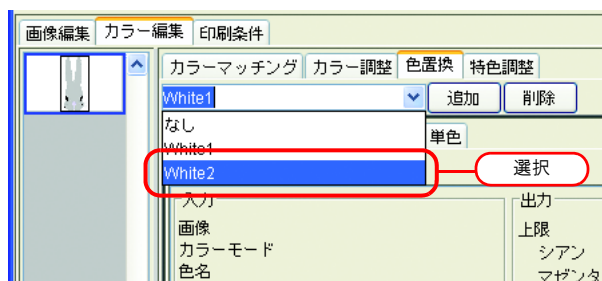 画像編集 カラー編集 印刷条件
カラーマッチング カラー調整 色置換 特色調整
White1 追加 削除
なし 単色
White1
White2 選択
入力 出力
画像 上限
カラーモード シアン
色名 マゼンタ